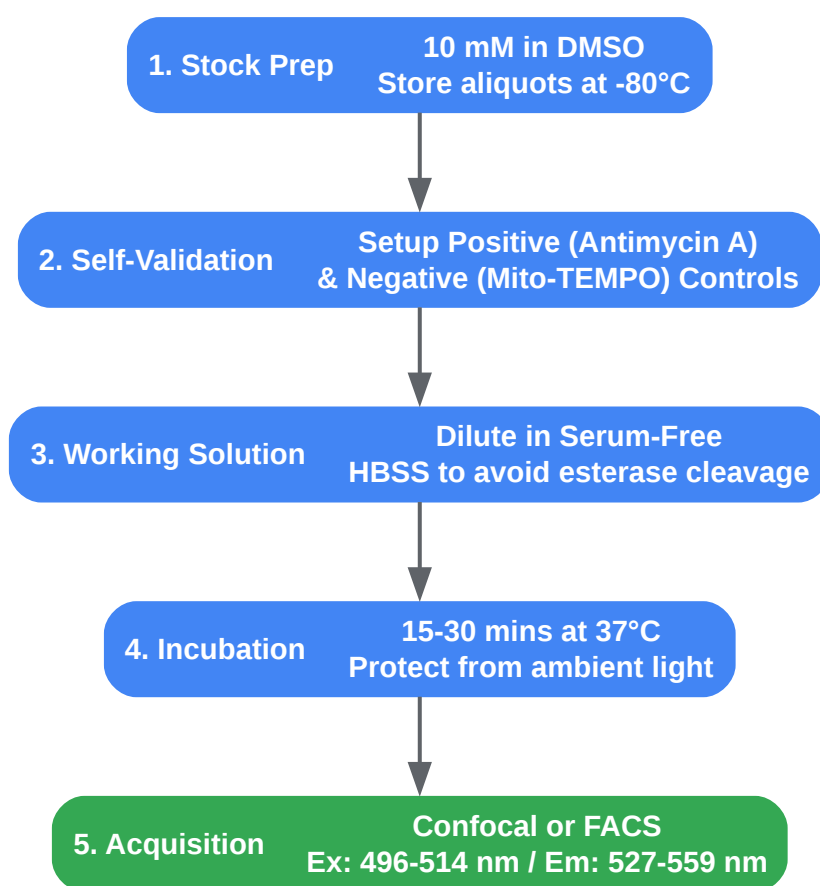 1. Stock Prep
10 mM in DMSO
Store aliquots at -80°C
2. Self-Validation
Setup Positive (Antimycin A)
& Negative (Mito-TEMPO) Controls
3. Working Solution
Dilute in Serum-Free
HBSS to avoid esterase cleavage
4. Incubation
15-30 mins at 37°C
Protect from ambient light
5. Acquisition
Confocal or FACS
Ex: 496-514 nm / Em: 527-559 nm